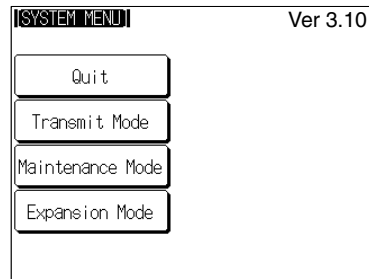 [SYSTEM MENU] Ver 3.10
Quit
Transmit Mode
Maintenance Mode
Expansion Mode